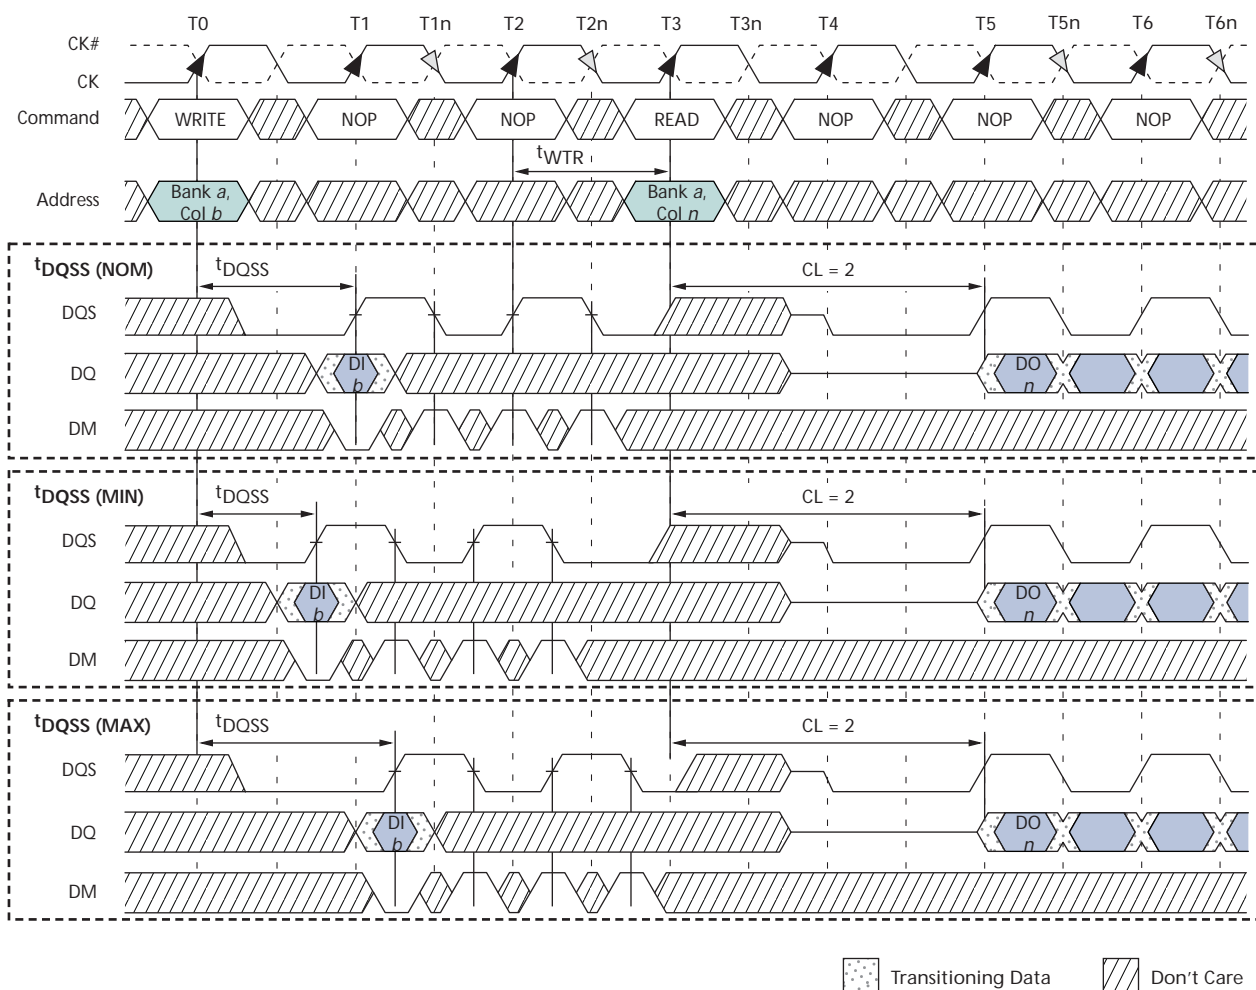 T0 T1 T1n T2 T2n T3 T3n T4 T5 T5n T6 T6n
CK#
CK
Command WRITE NOP NOP READ NOP NOP NOP
tWTR
Address Bank a, Bank a,
Col b Col n
tDQSS (NOM) tDQSS CL = 2
DQS
DQ DI DO
b n
DM
tDQSS (MIN) tDQSS CL = 2
DQS
DQ DI DO
b n
DM
tDQSS (MAX) tDQSS CL = 2
DQS
DQ DI DO
b n
DM
Transitioning Data Don't Care